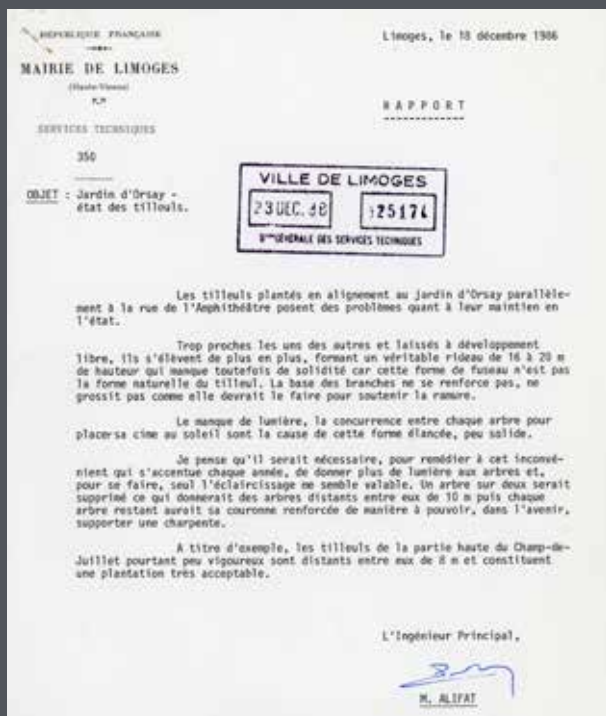 RÉPUBLIQUE FRANÇAISE
MAIRIE DE LIMOGES
(Haute-Vienne)
SERVICES TECHNIQUES
350
OBJET : Jardin d'Orsay -
état des tilleuls.
Limoges, le 18 décembre 1986
RAPPORT
VILLE DE LIMOGES
23 DEC. 86 25174
GÉNÉRALE DES SERVICES TECHNIQUES
Les tilleuls plantés en alignement au jardin d'Orsay parallèle-
ment à la rue de l'Amphithéâtre posent des problèmes quant à leur maintien en
l'état.
Trop proches les uns des autres et laissés à développement
libre, ils s'élèvent de plus en plus, formant un véritable rideau de 16 à 20 m
de hauteur qui manque toutefois de solidité car cette forme de fuseau n'est pas
la forme naturelle du tilleul. La base des branches ne se renforce pas, ne
grossit pas comme elle devrait le faire pour soutenir la ramure.
Le manque de lumière, la concurrence entre chaque arbre pour
placersa cime au soleil sont la cause de cette forme élancée, peu solide.
Je pense qu'il serait nécessaire, pour remédier à cet inconvé-
nient qui s'accentue chaque année, de donner plus de lumière aux arbres et,
pour se faire, seul l'éclaircissage me semble valable. Un arbre sur deux serait
supprimé ce qui donnerait des arbres distants entre eux de 10 m puis chaque
arbre restant aurait sa couronne renforcée de manière à pouvoir, dans l'avenir,
supporter une charpente.
A titre d'exemple, les tilleuls de la partie haute du Champ-de-
Juillet pourtant peu vigoureux sont distants entre eux de 8 m et constituent
une plantation très acceptable.
L'Ingénieur Principal,
M. ALIFAT